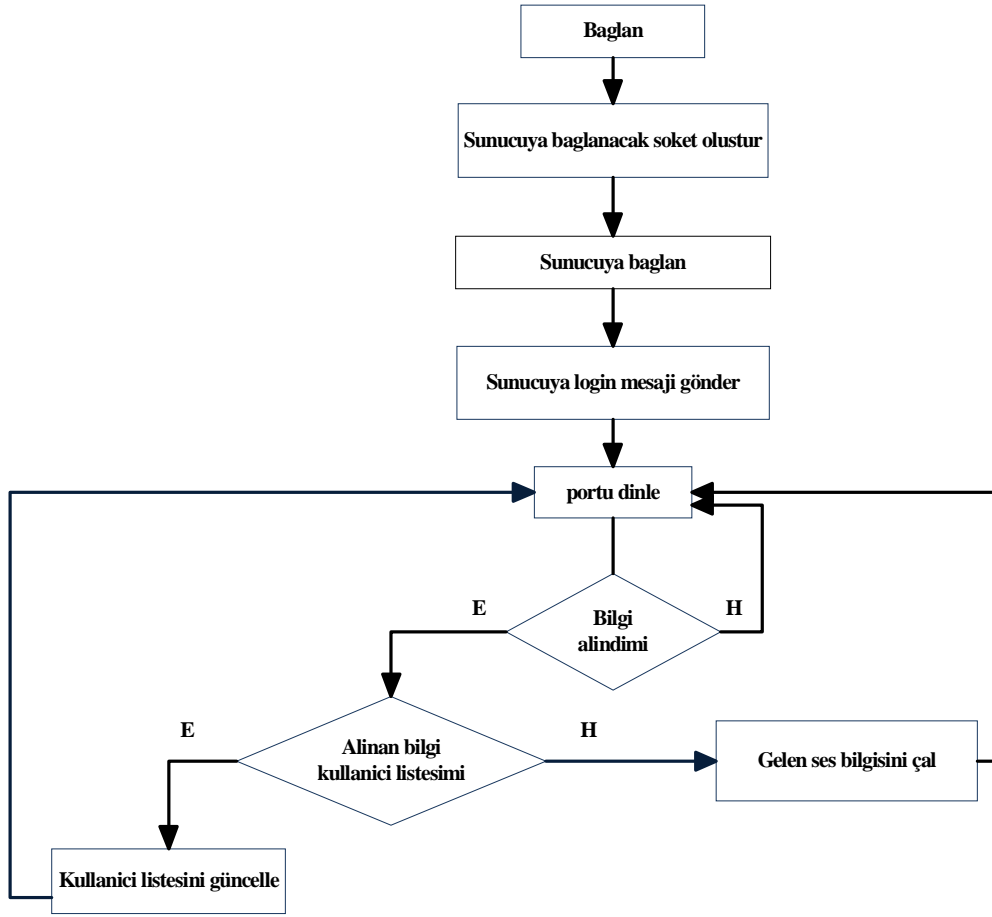 Baglan
Sunucuya baglanacak soket olustur
Sunucuya baglan
Sunucuya login mesaji gönder
portu dinle
E
H
Bilgi
alindimi
E
H
Alinan bilgi
kullanici listesimi
Gelen ses bilgisini çal
Kullanici listesini güncelle